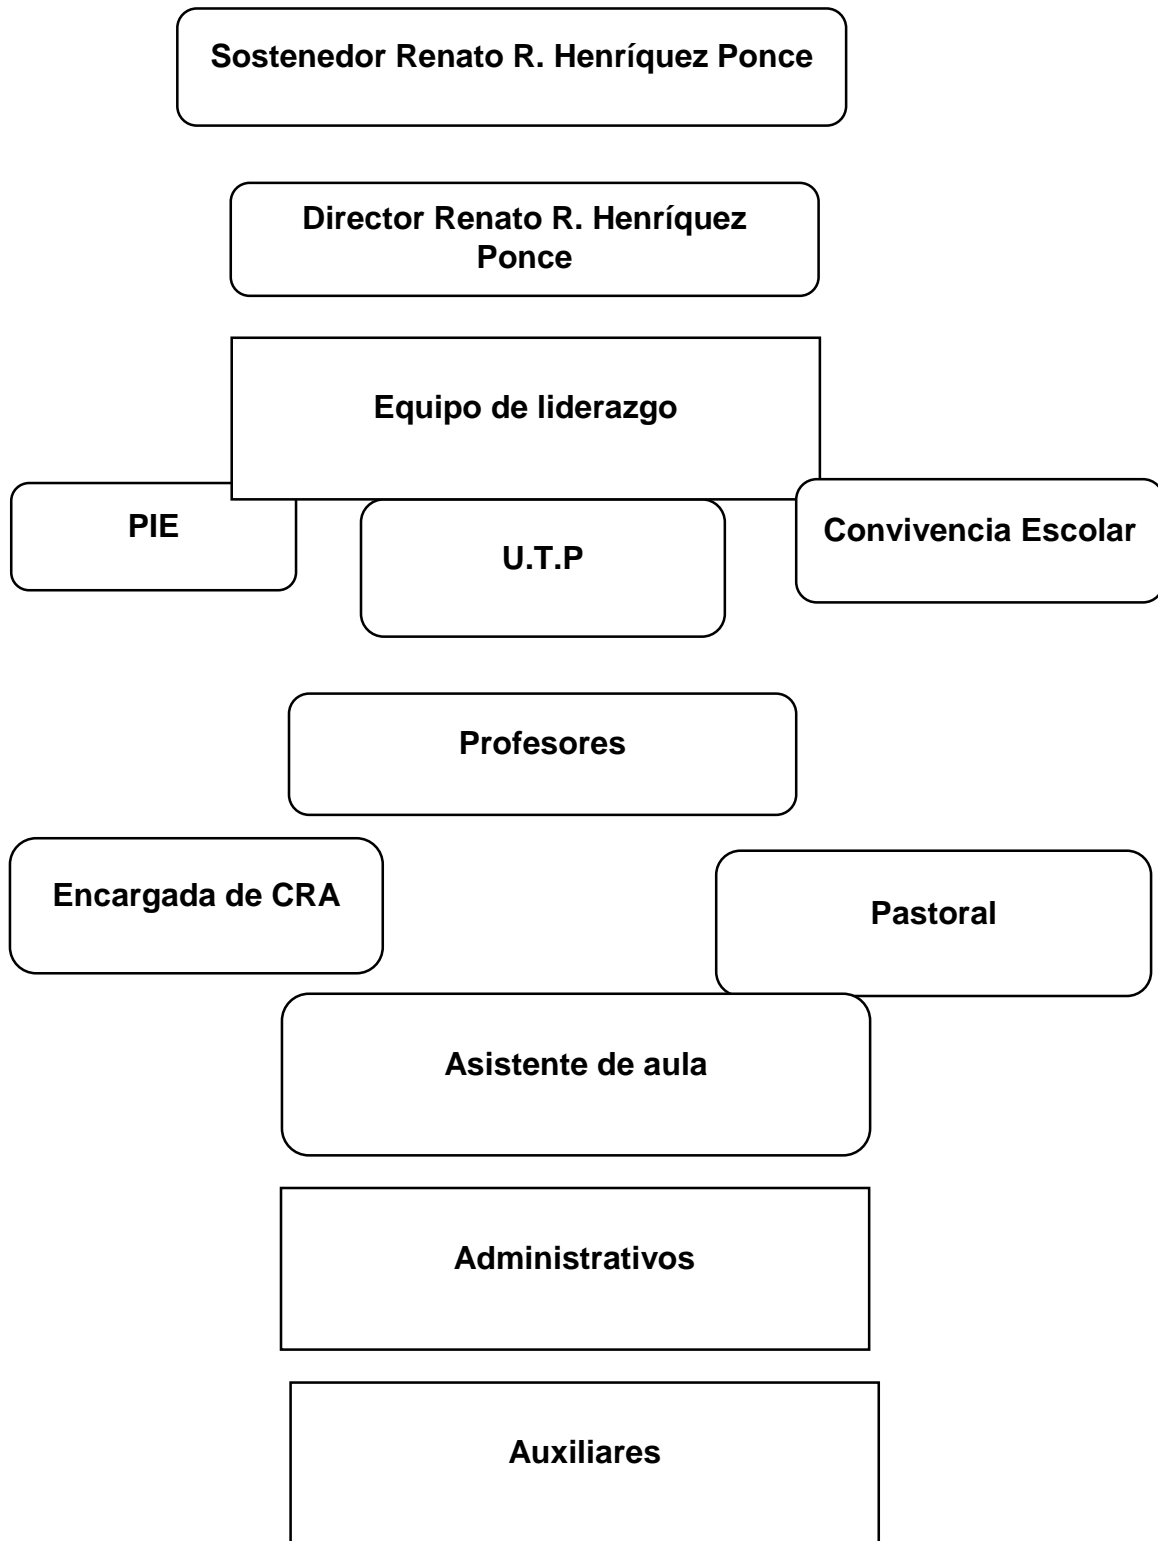 Sostenedor Renato R. Henríquez Ponce
Director Renato R. Henríquez
Ponce
Equipo de liderazgo
PIE
U.T.P
Convivencia Escolar
Profesores
Encargada de CRA
Pastoral
Asistente de aula
Administrativos
Auxiliares